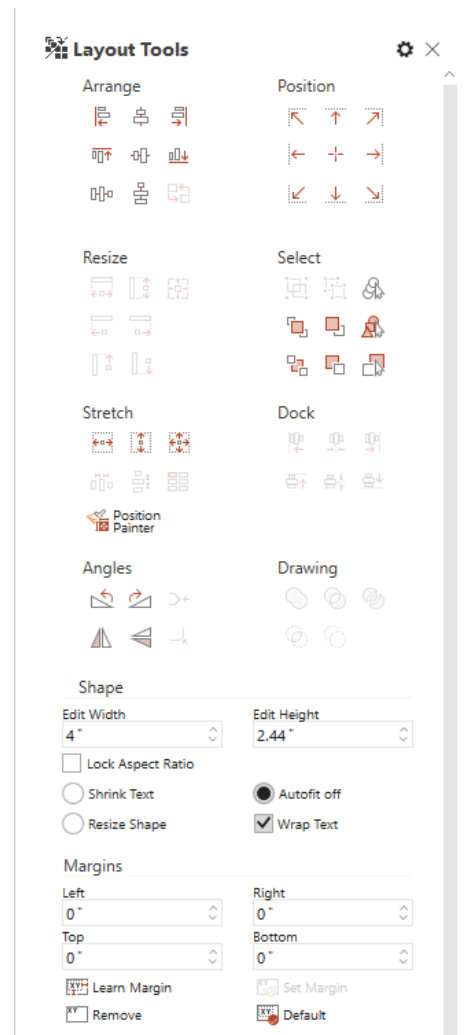 Layout Tools
Arrange
Position
Resize
Select
Stretch
Dock
Position
Painter
Angles
Drawing
Shape
Edit Width
Edit Height
4 "
2.44 "
Lock Aspect Ratio
Shrink Text
Autofit off
Resize Shape
Wrap Text
Margins
Left
Right
0 "
0 "
Top
Bottom
0 "
0 "
Learn Margin
Set Margin
Remove
Default